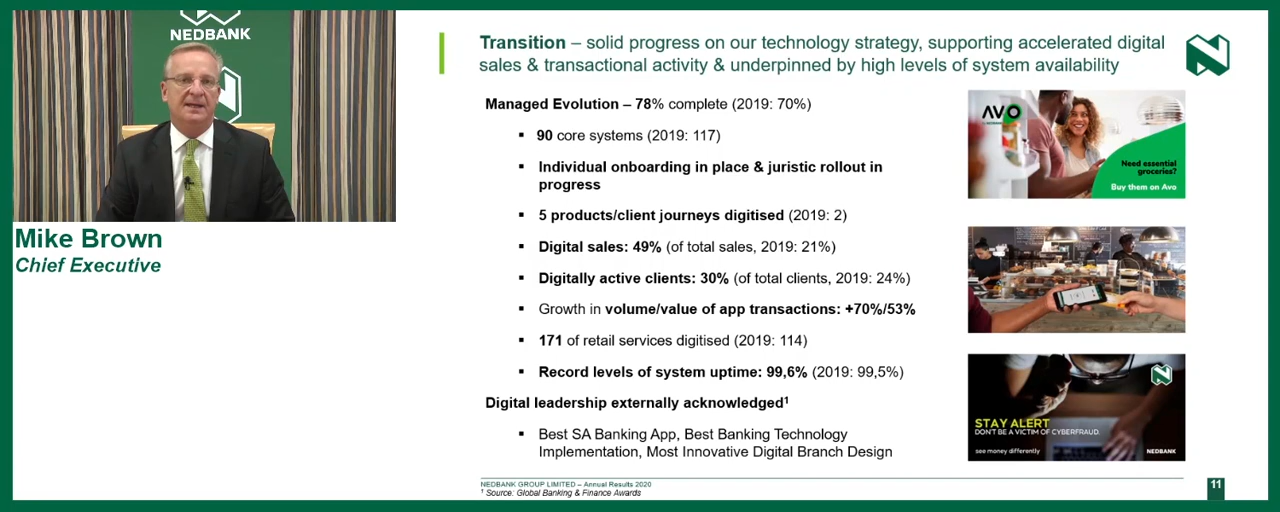 NEDBANK
Mike Brown
Chief Executive
Transition – solid progress on our technology strategy, supporting accelerated digital
sales & transactional activity & underpinned by high levels of system availability
Managed Evolution – 78% complete (2019: 70%)
▪ 90 core systems (2019: 117)
▪ Individual onboarding in place & juristic rollout in
progress
▪ 5 products/client journeys digitised (2019: 2)
▪ Digital sales: 49% (of total sales, 2019: 21%)
▪ Digitally active clients: 30% (of total clients, 2019: 24%)
▪ Growth in volume/value of app transactions: +70%/53%
▪ 171 of retail services digitised (2019: 114)
▪ Record levels of system uptime: 99,6% (2019: 99,5%)
Digital leadership externally acknowledged¹
▪ Best SA Banking App, Best Banking Technology
Implementation, Most Innovative Digital Branch Design
AVO
Need essential
groceries?
Buy them on Avo
STAY ALERT
DON'T BE A VICTIM OF CYBERFRAUD.
see money differently
NEDBANK
NEDBANK GROUP LIMITED – Annual Results 2020
¹ Source: Global Banking & Finance Awards
11